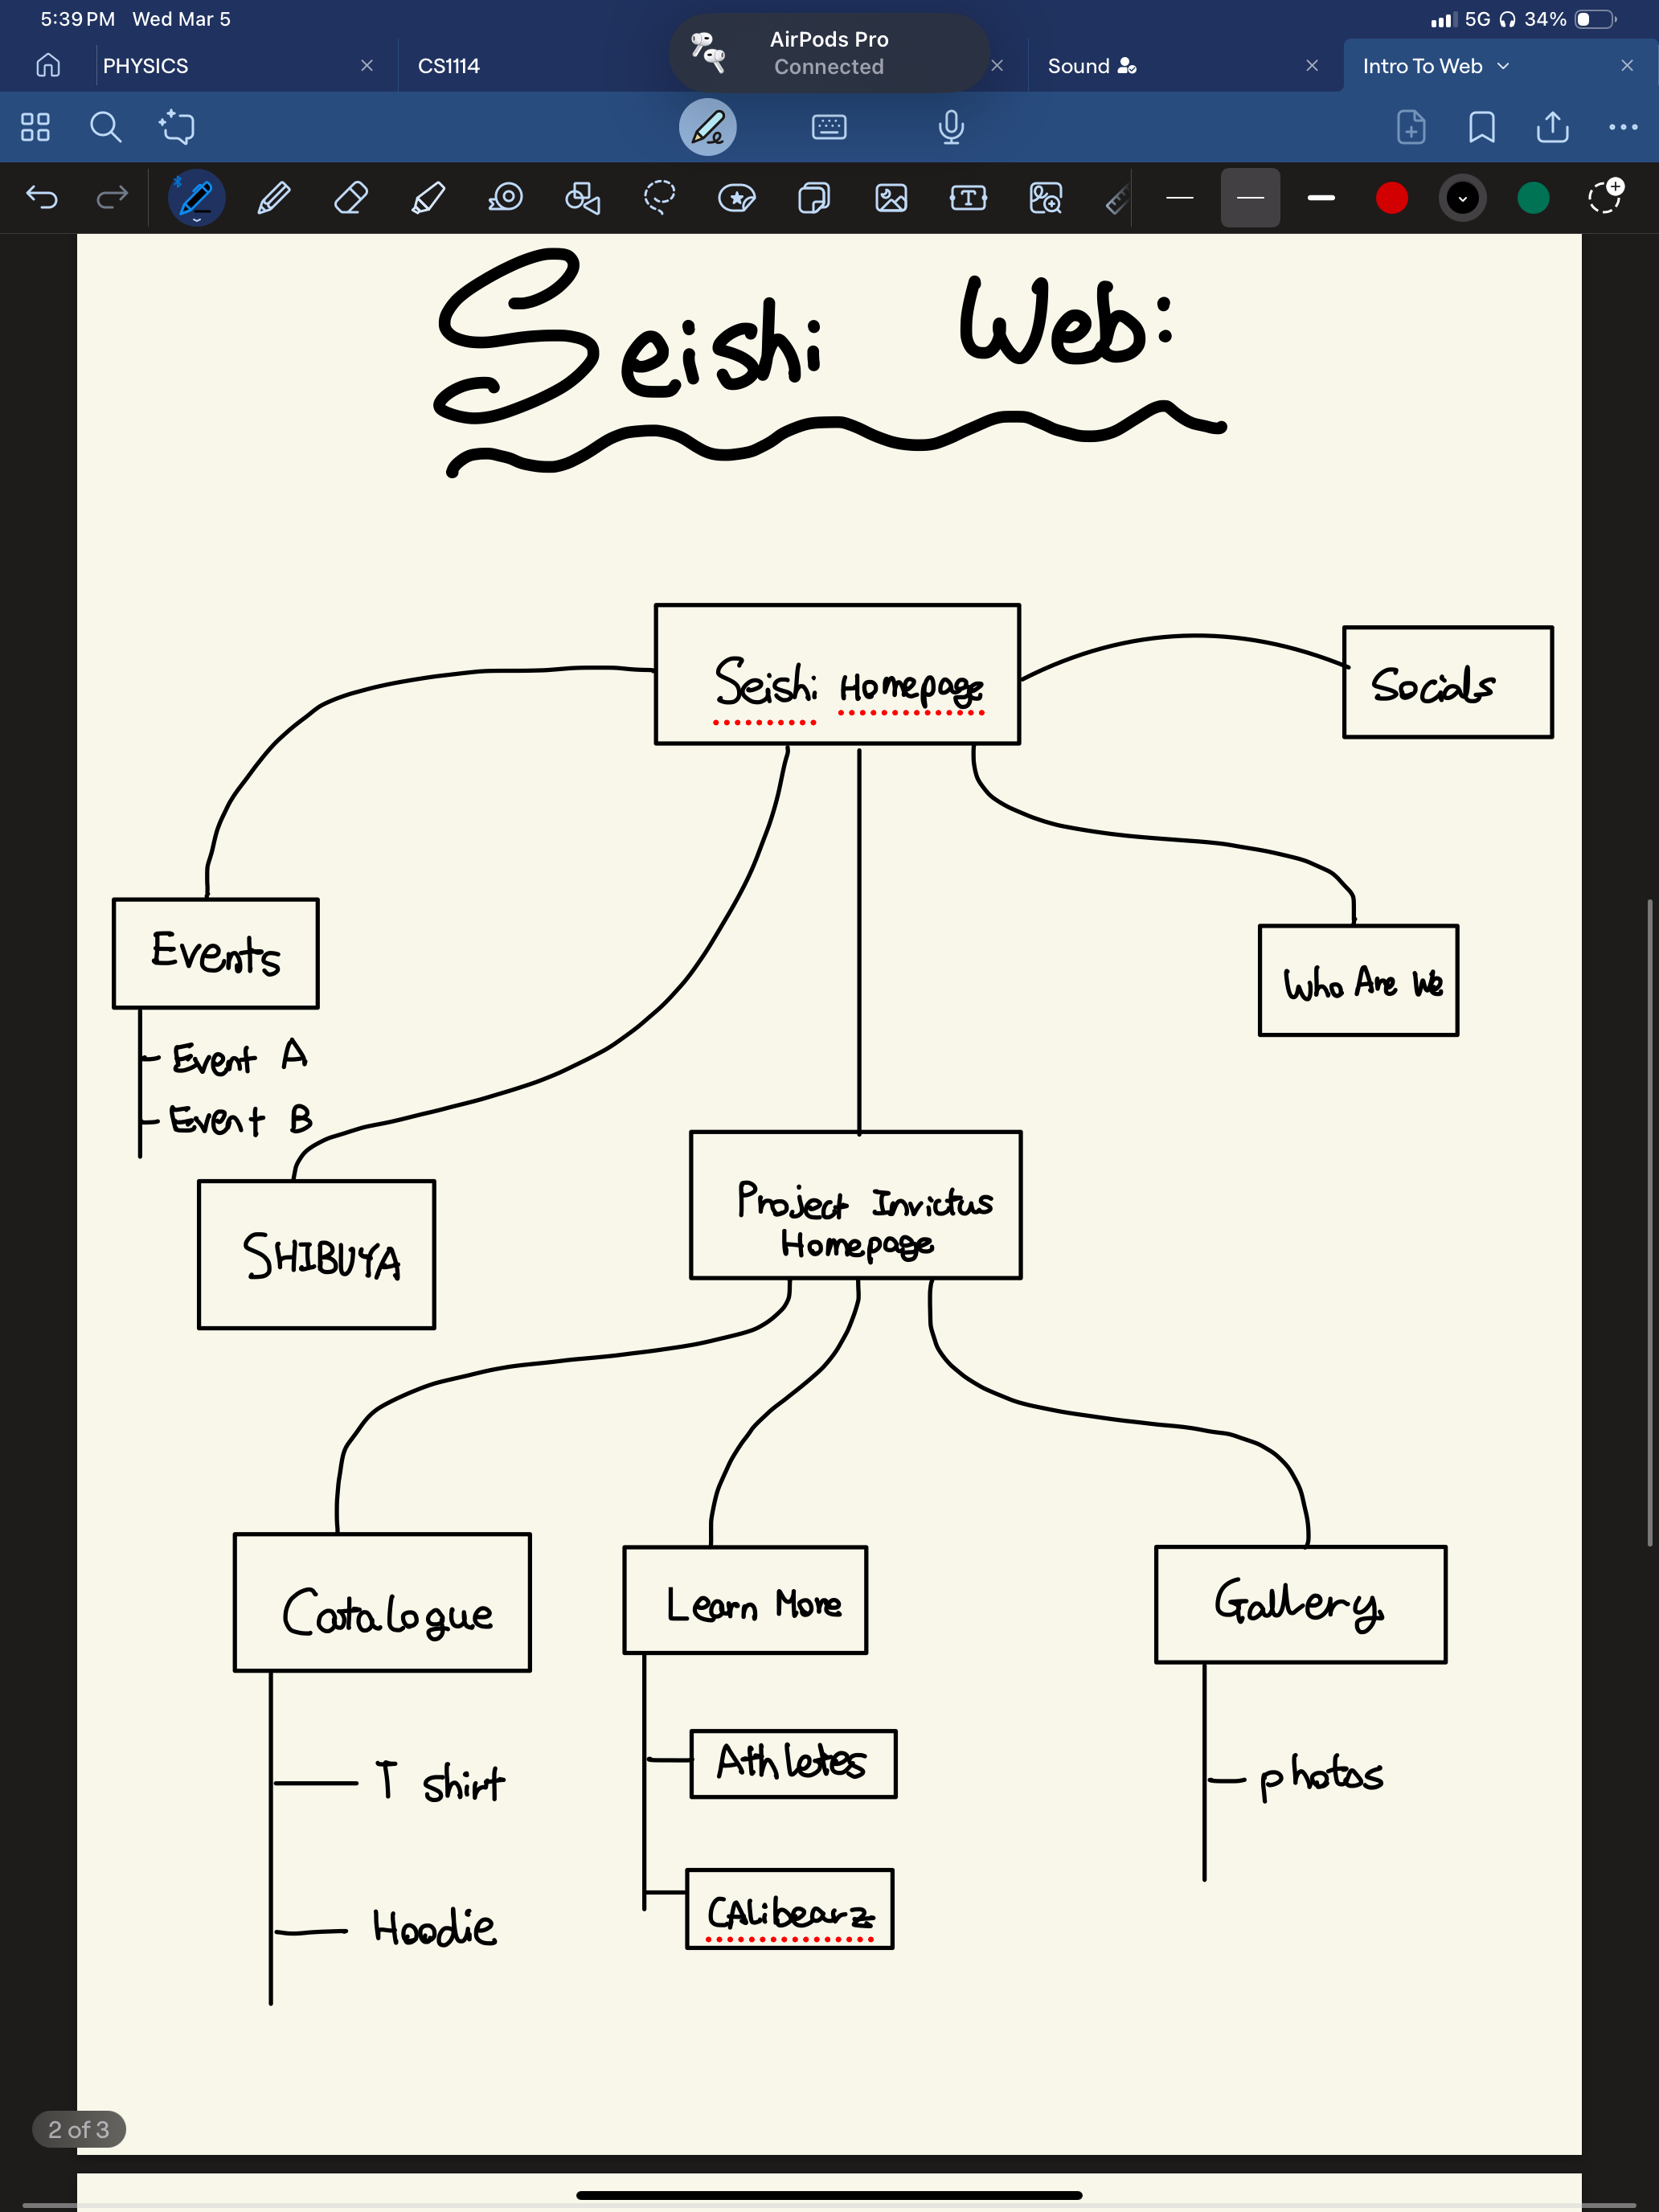 5:39 PM Wed Mar 5
5G 34%
AirPods Pro
Connected
PHYSICS
CS1114
Sound
Intro To Web
Seishi Web:
Seishi Homepage
Socials
Events
Who Are We
Event A
Event B
SHIBUYA
Project Invictus
Homepage
Catalogue
Learn More
Gallery
T shirt
Athletes
photos
Hoodie
CALibearz
2 of 3